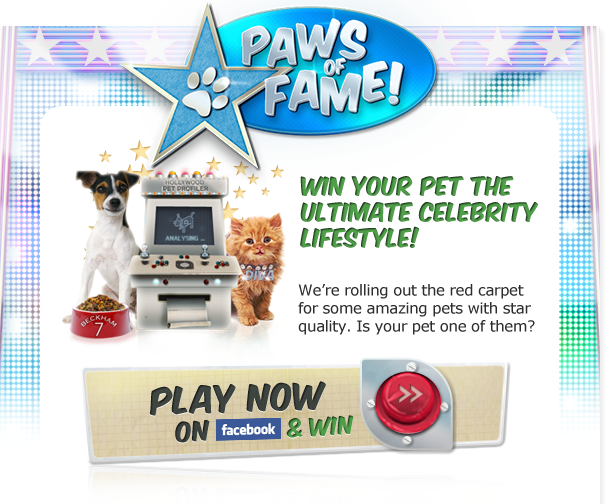 PAWS
OF
FAME!
HOLLYWOOD
PET PROFILER
ANALYSING ...
DIVA
BECKHAM
7
WIN YOUR PET THE
ULTIMATE CELEBRITY
LIFESTYLE!
We're rolling out the red carpet
for some amazing pets with star
quality. Is your pet one of them?
PLAY NOW
ON facebook & WIN
>>